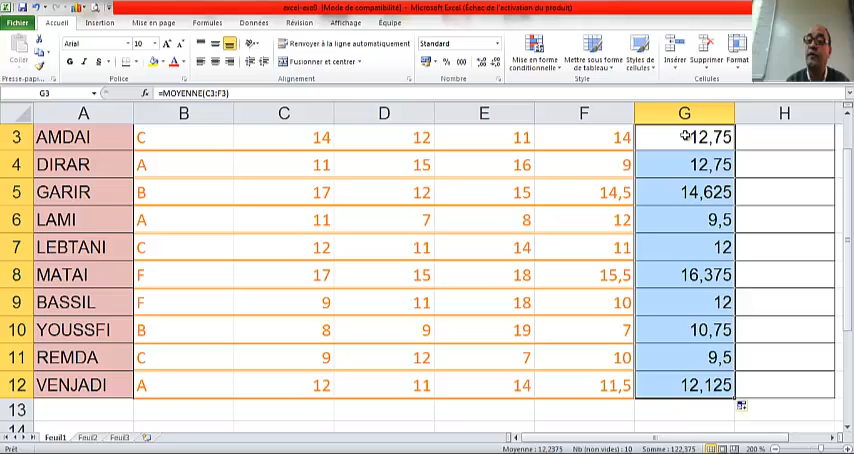 excel-exa8 [Mode de compatibilité] - Microsoft Excel (Échec de l'activation du produit)
Fichier Accueil Insertion Mise en page Formules Données Révision Affichage Équipe
Coller
Arial 10
Renvoyer à la ligne automatiquement
Standard
G I S
Fusionner et centrer
% 000
Mise en forme conditionnelle
Mettre sous forme de tableau
Styles de cellules
Insérer Supprimer Format
Presse-pap... Police Alignement Nombre Style Cellules
G3 fx =MOYENNE(C3:F3)
A B C D E F G H
3 AMDAI C 14 12 11 14 12,75
4 DIRAR A 11 15 16 9 12,75
5 GARIR B 17 12 15 14,5 14,625
6 LAMI A 11 7 8 12 9,5
7 LEBTANI C 12 11 14 11 12
8 MATAI F 17 15 18 15,5 16,375
9 BASSIL F 9 11 18 10 12
10 YOUSSFI B 8 9 19 7 10,75
11 REMDA C 9 12 7 10 9,5
12 VENJADI A 12 11 14 11,5 12,125
13
14
Feuil1 Feuil2 Feuil3
Prêt Moyenne : 12,2375 Nb (non vides) : 10 Somme : 122,375 200 %